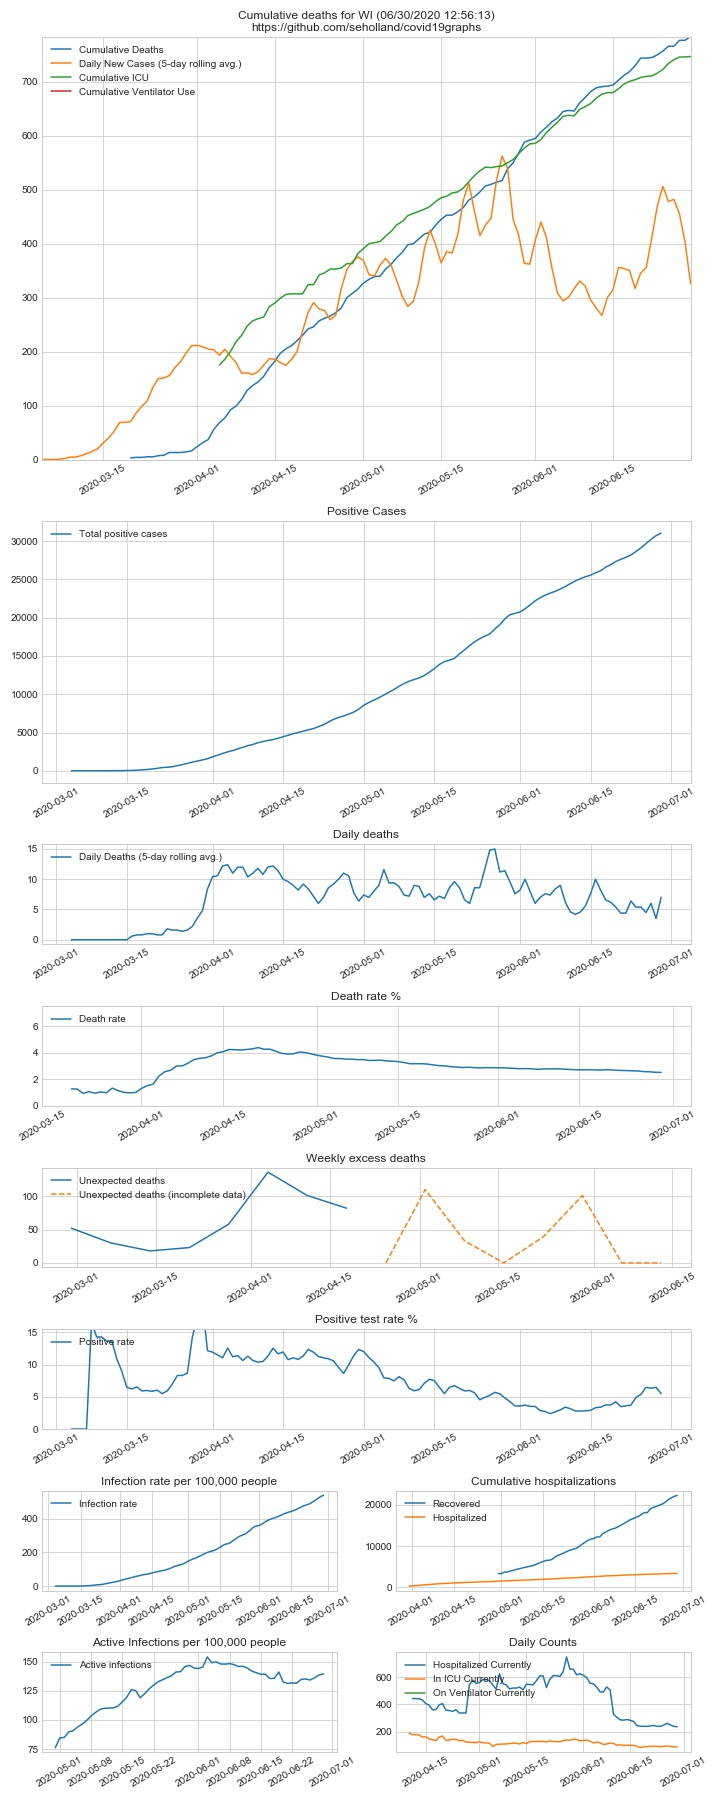 Cumulative deaths for WI (06/30/2020 12:56:13)
https://github.com/seholland/covid19graphs
Cumulative Deaths
Daily New Cases (5-day rolling avg.)
Cumulative ICU
Cumulative Ventilator Use
700
600
500
400
300
200
100
0
2020-03-15 2020-04-01 2020-04-15 2020-05-01 2020-05-15 2020-06-01 2020-06-15
Positive Cases
Total positive cases
30000
25000
20000
15000
10000
5000
0
2020-03-01 2020-03-15 2020-04-01 2020-04-15 2020-05-01 2020-05-15 2020-06-01 2020-06-15 2020-07-01
Daily deaths
Daily Deaths (5-day rolling avg.)
15
10
5
0
2020-03-01 2020-03-15 2020-04-01 2020-04-15 2020-05-01 2020-05-15 2020-06-01 2020-06-15 2020-07-01
Death rate %
Death rate
6
4
2
0
2020-03-15 2020-04-01 2020-04-15 2020-05-01 2020-05-15 2020-06-01 2020-06-15 2020-07-01
Weekly excess deaths
Unexpected deaths
Unexpected deaths (incomplete data)
100
50
0
2020-03-01 2020-03-15 2020-04-01 2020-04-15 2020-05-01 2020-05-15 2020-06-01 2020-06-15
Positive test rate %
Positive rate
15
10
5
0
2020-03-01 2020-03-15 2020-04-01 2020-04-15 2020-05-01 2020-05-15 2020-06-01 2020-06-15 2020-07-01
Infection rate per 100,000 people
Infection rate
400
200
0
2020-03-01 2020-03-15 2020-04-01 2020-04-15 2020-05-01 2020-05-15 2020-06-01 2020-06-15 2020-07-01
Cumulative hospitalizations
Recovered
Hospitalized
20000
10000
0
2020-04-01 2020-04-15 2020-05-01 2020-05-15 2020-06-01 2020-06-15 2020-07-01
Active Infections per 100,000 people
Active infections
150
125
100
75
2020-05-01 2020-05-08 2020-05-15 2020-05-22 2020-06-01 2020-06-08 2020-06-15 2020-06-22 2020-07-01
Daily Counts
Hospitalized Currently
In ICU Currently
On Ventilator Currently
600
400
200
2020-04-15 2020-05-01 2020-05-15 2020-06-01 2020-06-15 2020-07-01